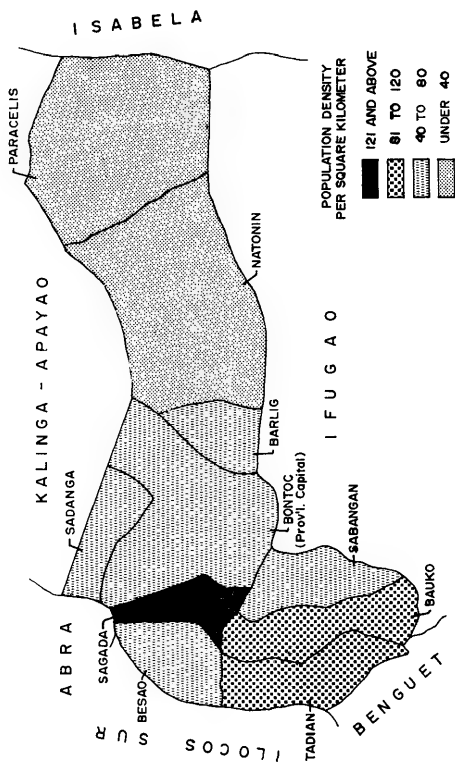 ISABELA
PARACELIS
KALINGA - APAYAO
NATONIN
SADANGA
BARLIG
IFUGAO
BONTOC
(Prov'l. Capital)
ABRA
SAGADA
SABANGAN
BESAO
BAUKO
ILOCOS SUR
TADIAN
BENGUET
POPULATION DENSITY
PER SQUARE KILOMETER
121 AND ABOVE
81 TO 120
40 TO 80
UNDER 40